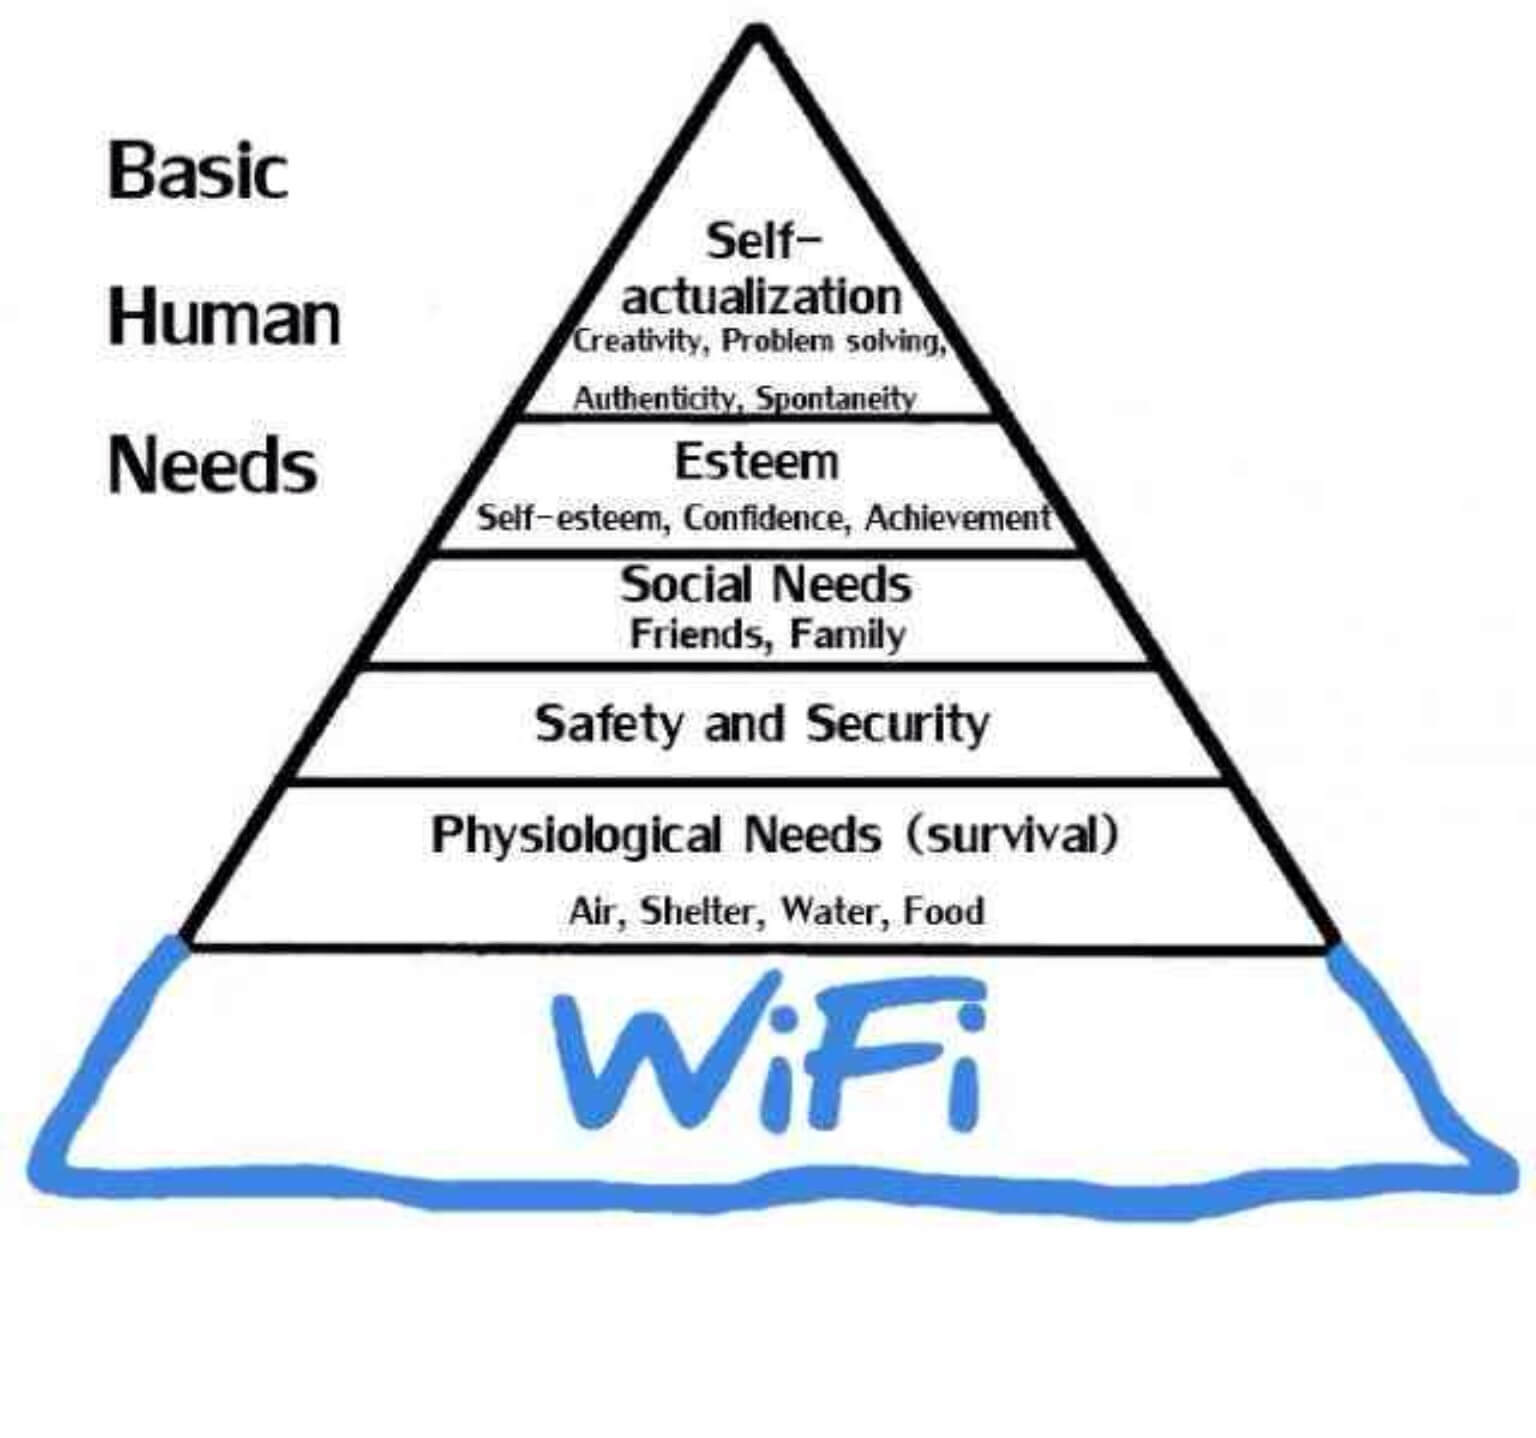 Basic
Human
Needs
Self-
actualization
Creativity, Problem solving,
Authenticity, Spontaneity
Esteem
Self-esteem, Confidence, Achievement
Social Needs
Friends, Family
Safety and Security
Physiological Needs (survival)
Air, Shelter, Water, Food
WiFi